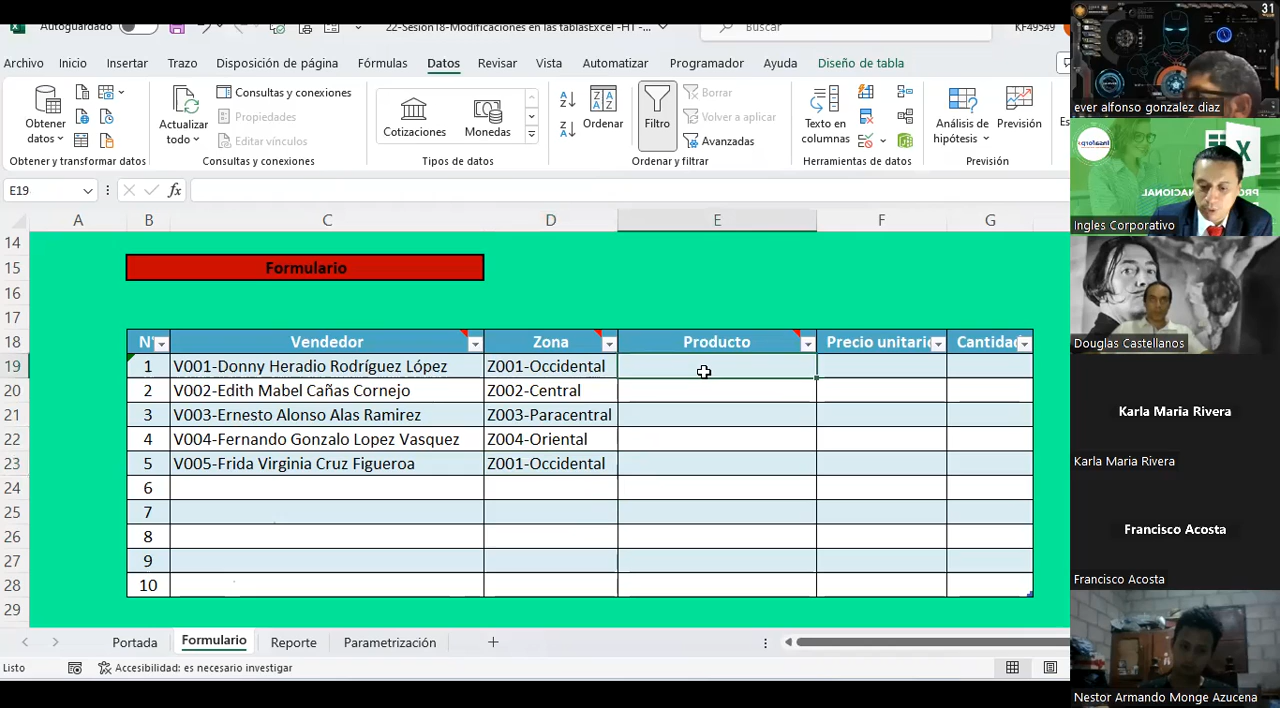 Autoguardado
2-Sesión18-Modificaciones en las tablasExcel -HT -...
Buscar
KF49549
Archivo Inicio Insertar Trazo Disposición de página Fórmulas Datos Revisar Vista Automatizar Programador Ayuda Diseño de tabla
Obtener datos
Actualizar todo
Consultas y conexiones
Propiedades
Editar vínculos
Cotizaciones
Monedas
Ordenar
Filtro
Borrar
Volver a aplicar
Avanzadas
Texto en columnas
Análisis de hipótesis
Previsión
Obtener y transformar datos
Consultas y conexiones
Tipos de datos
Ordenar y filtrar
Herramientas de datos
Previsión
E19
fx
A B C D E F G
14
15 Formulario
16
17
18 N° Vendedor Zona Producto Precio unitario Cantidad
19 1 V001-Donny Heradio Rodríguez López Z001-Occidental
20 2 V002-Edith Mabel Cañas Cornejo Z002-Central
21 3 V003-Ernesto Alonso Alas Ramirez Z003-Paracentral
22 4 V004-Fernando Gonzalo Lopez Vasquez Z004-Oriental
23 5 V005-Frida Virginia Cruz Figueroa Z001-Occidental
24 6
25 7
26 8
27 9
28 10
29
Portada Formulario Reporte Parametrización
Listo
Accesibilidad: es necesario investigar
31
ever alfonso gonzalez diaz
Insaforp
Ingles Corporativo
Douglas Castellanos
Karla Maria Rivera
Karla Maria Rivera
Francisco Acosta
Francisco Acosta
Nestor Armando Monge Azucena